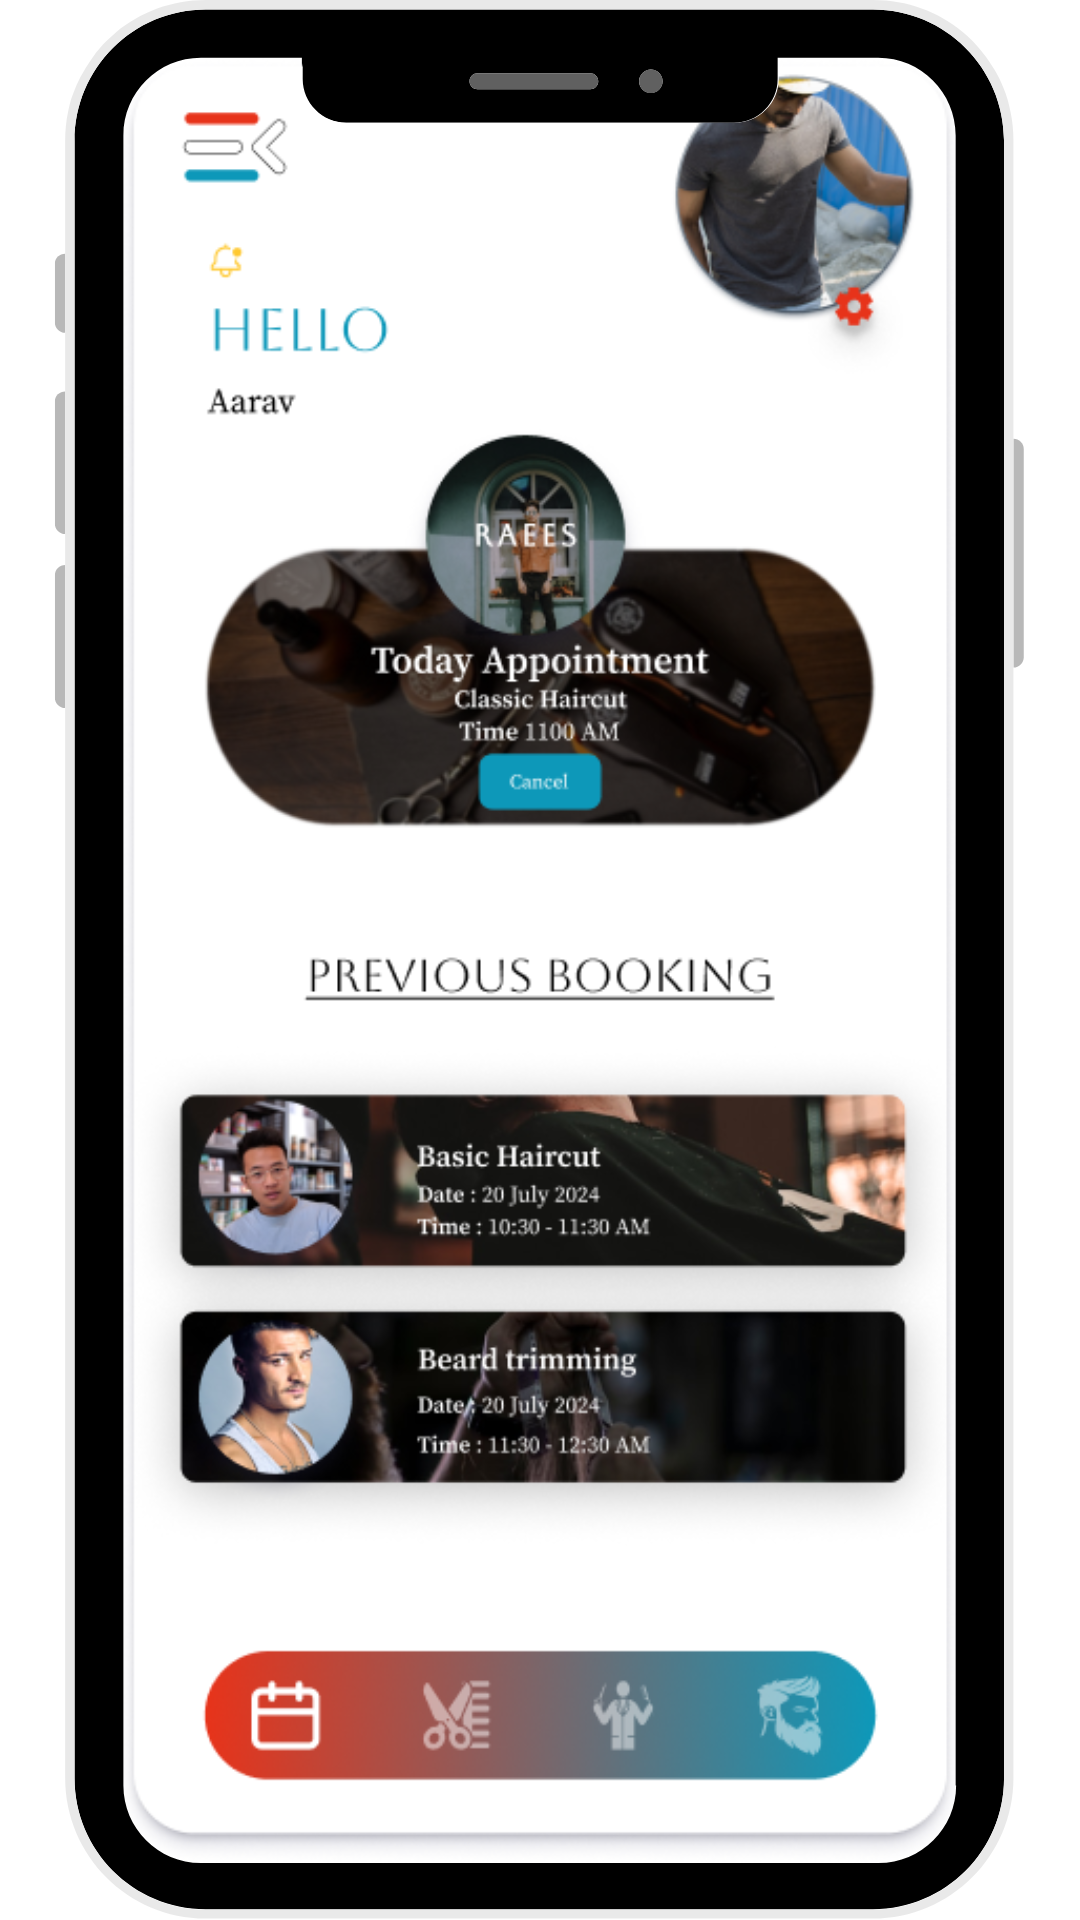 HELLO
Aarav
RAEES
Today Appointment
Classic Haircut
Time 1100 AM
Cancel
PREVIOUS BOOKING
Basic Haircut
Date : 20 July 2024
Time : 10:30 - 11:30 AM
Beard trimming
Date : 20 July 2024
Time : 11:30 - 12:30 AM